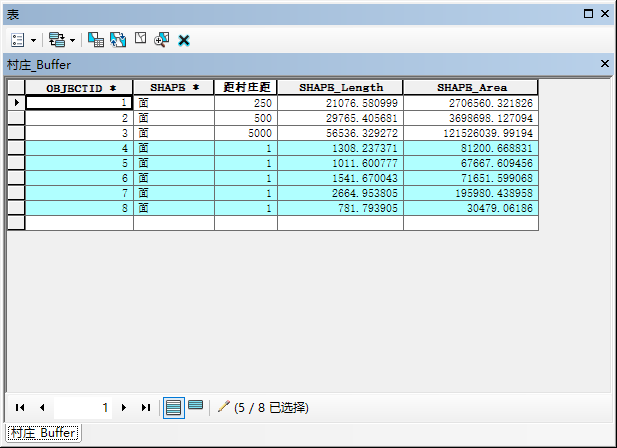 表
村庄_Buffer
OBJECTID * SHAPE * 距村庄距 SHAPE_Length SHAPE_Area
1 面 250 21076.580999 2706560.321826
2 面 500 29765.405681 3698698.127094
3 面 5000 56536.329272 121526039.99194
4 面 1 1308.237371 81200.668831
5 面 1 1011.600777 67667.609456
6 面 1 1541.670043 71651.599068
7 面 1 2664.953805 195980.438958
8 面 1 781.793905 30479.06186
1 (5 / 8 已选择)
村庄_Buffer